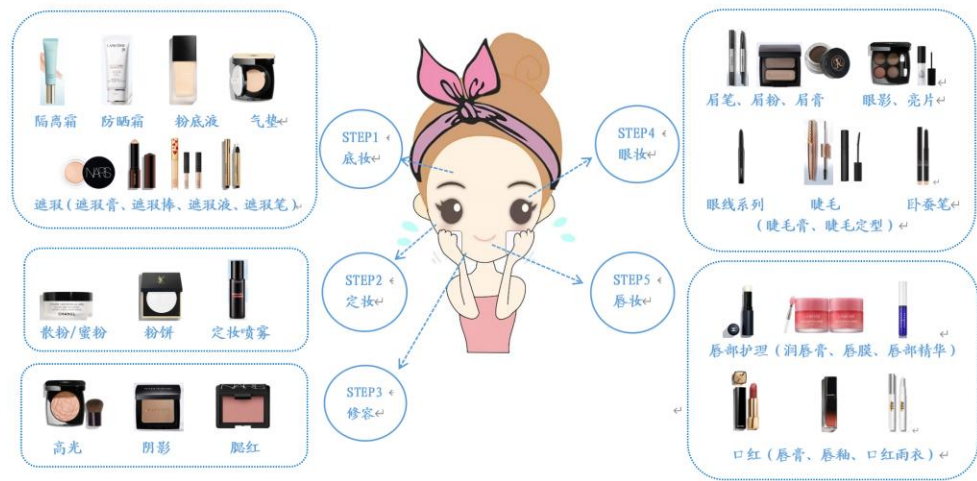 隔离霜 防晒霜 粉底液 气垫
NARS
遮瑕(遮瑕膏、遮瑕棒、遮瑕液、遮瑕笔)
散粉/蜜粉 粉饼 定妆喷雾
高光 阴影 腮红
STEP1
底妆
STEP2
定妆
STEP3
修容
STEP4
眼妆
STEP5
唇妆
眉笔、眉粉、眉膏 眼影、亮片
眼线系列 睫毛 卧蚕笔
(睫毛膏、睫毛定型)
唇部护理(润唇膏、唇膜、唇部精华)
口红(唇膏、唇釉、口红雨衣)